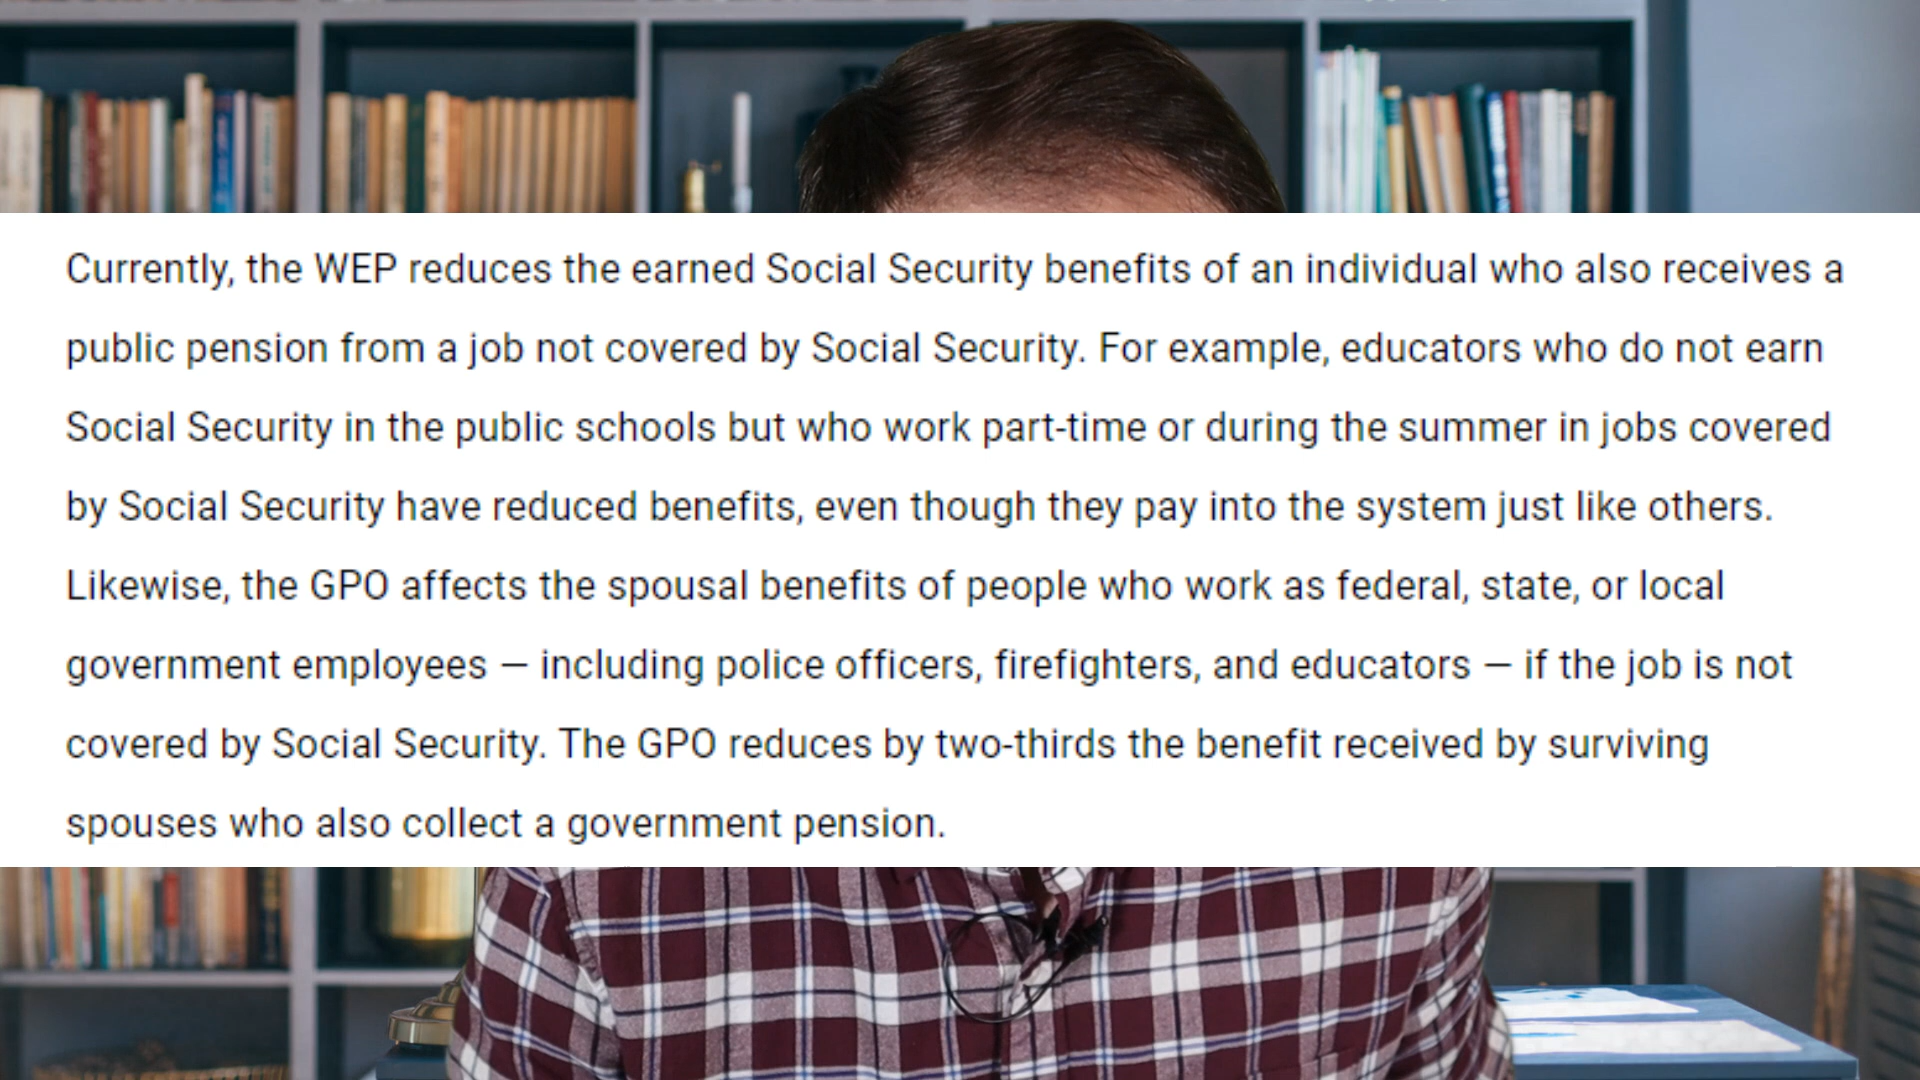 Currently, the WEP reduces the earned Social Security benefits of an individual who also receives a
public pension from a job not covered by Social Security. For example, educators who do not earn
Social Security in the public schools but who work part-time or during the summer in jobs covered
by Social Security have reduced benefits, even though they pay into the system just like others.
Likewise, the GPO affects the spousal benefits of people who work as federal, state, or local
government employees — including police officers, firefighters, and educators — if the job is not
covered by Social Security. The GPO reduces by two-thirds the benefit received by surviving
spouses who also collect a government pension.